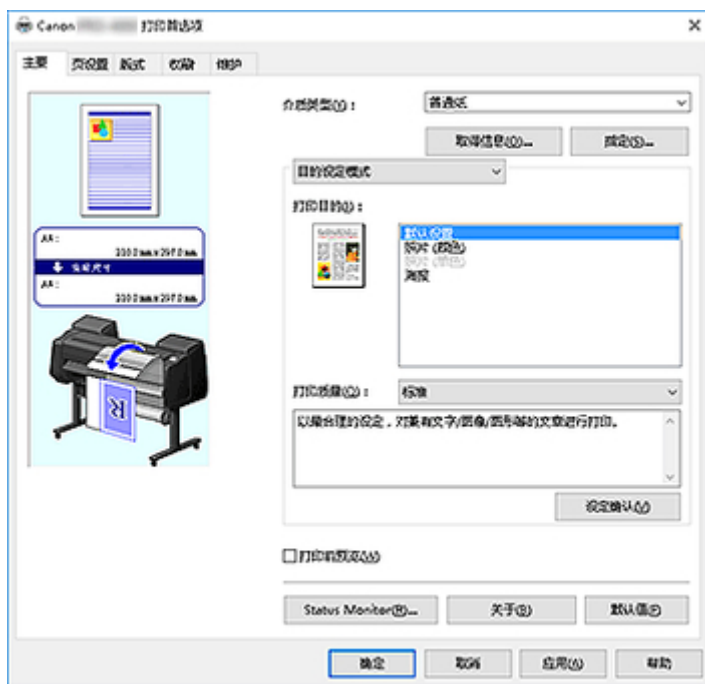 Canon 打印首选项
主要 页设置 版式 收藏 维护
介质类型(Y)： 普通纸
取得信息(O)... 指定(S)...
目的设定模式
打印目的(I)：
默认设置
照片 (颜色)
海报
打印质量(Q)： 标准
以最合理的设定，对兼有文字/图像/图形等的文章进行打印。
设定确认(V)
A4：
210.0mm x 297.0mm
实际尺寸
A4：
210.0mm x 297.0mm
打印前预览(W)
Status Monitor(R)... 关于(B) 默认值(F)
确定 取消 应用(A) 帮助